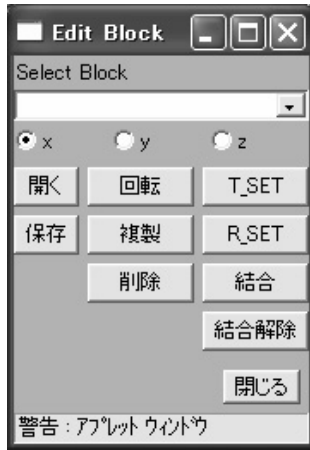 Edit Block
Select Block
x y z
開く 回転 T_SET
保存 複製 R_SET
削除 結合
結合解除
閉じる
警告 : アプレット ウィンドウ